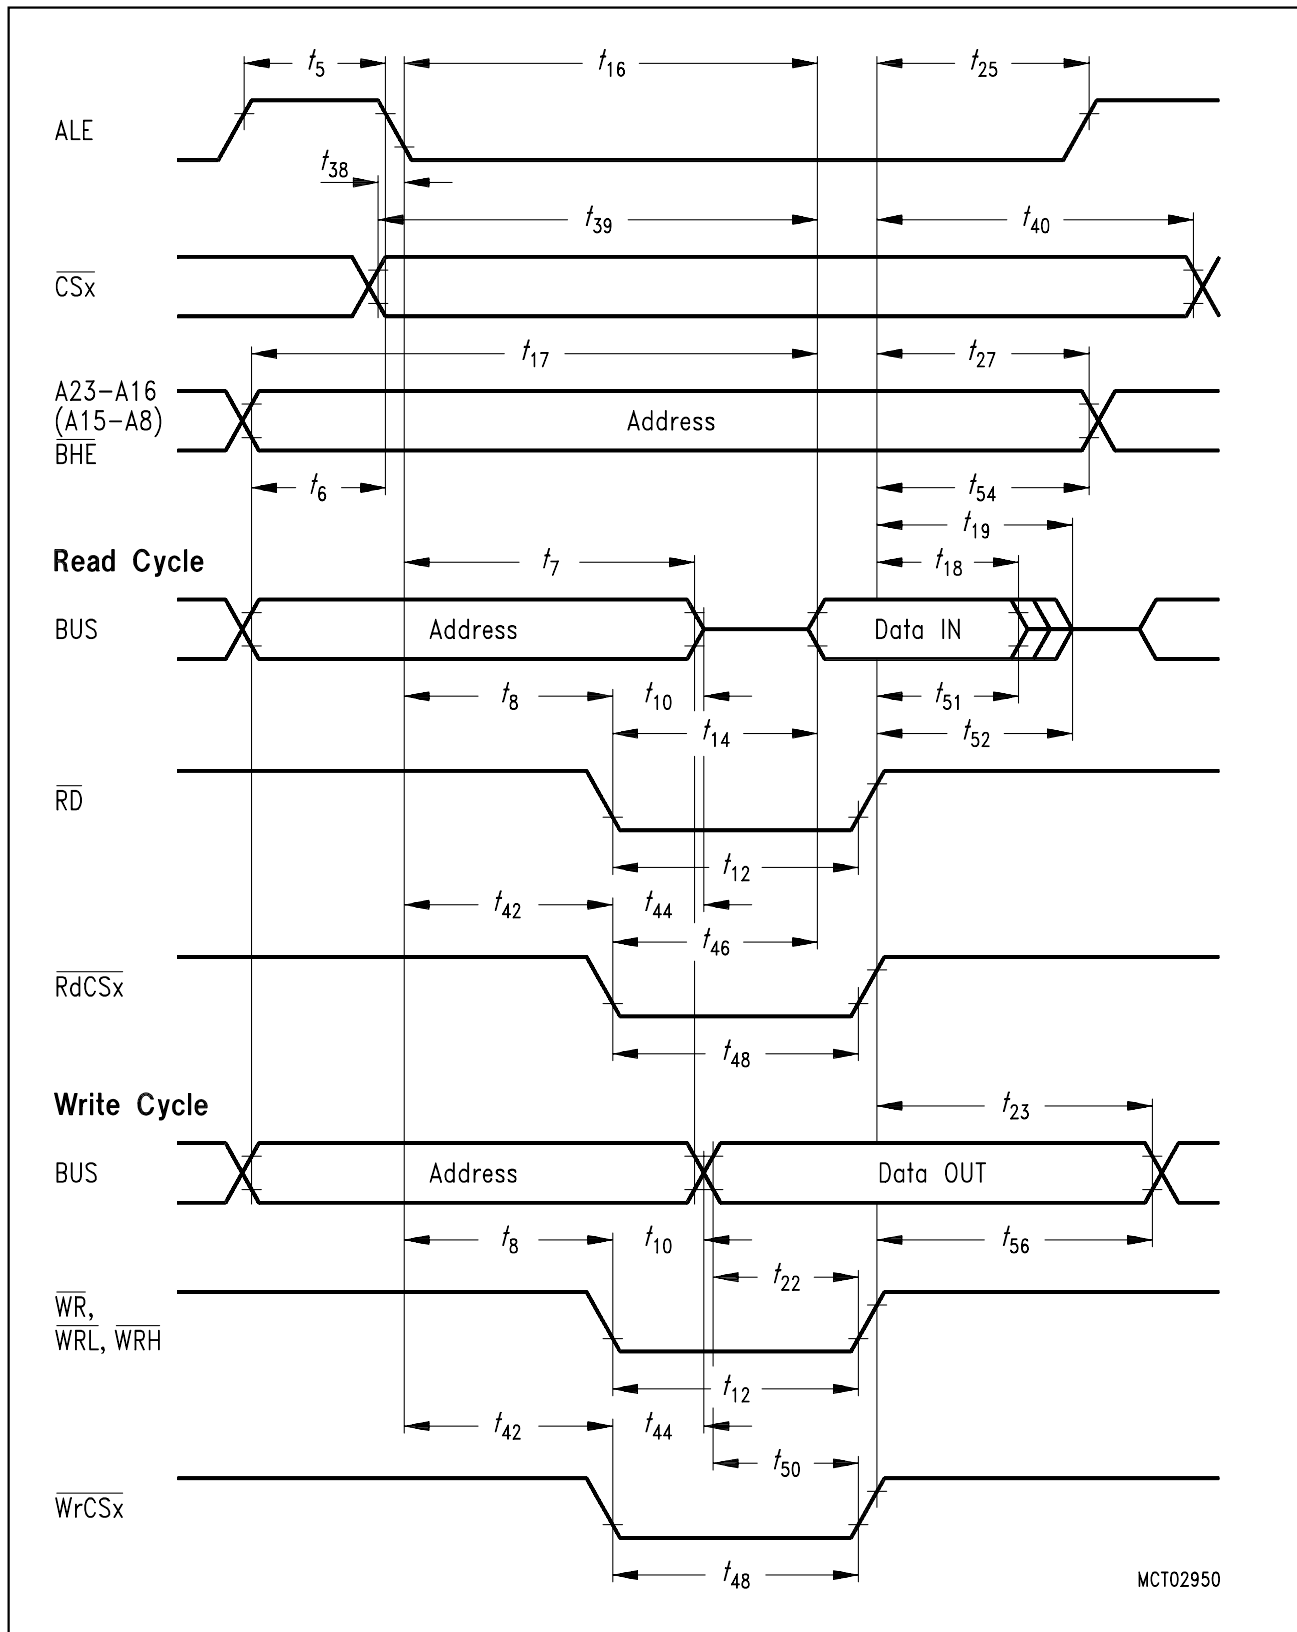 t5 t16 t25
ALE
t38
t39 t40
CSx
t17 t27
A23-A16
(A15-A8)
BHE
Address
t6 t54
t19
Read Cycle
t7 t18
BUS Address Data IN
t8 t10 t51
t14 t52
RD
t12
t42 t44
t46
RdCSx
t48
Write Cycle
t23
BUS Address Data OUT
t8 t10 t56
t22
WR,
WRL, WRH
t12
t42 t44
t50
WrCSx
t48
MCT02950